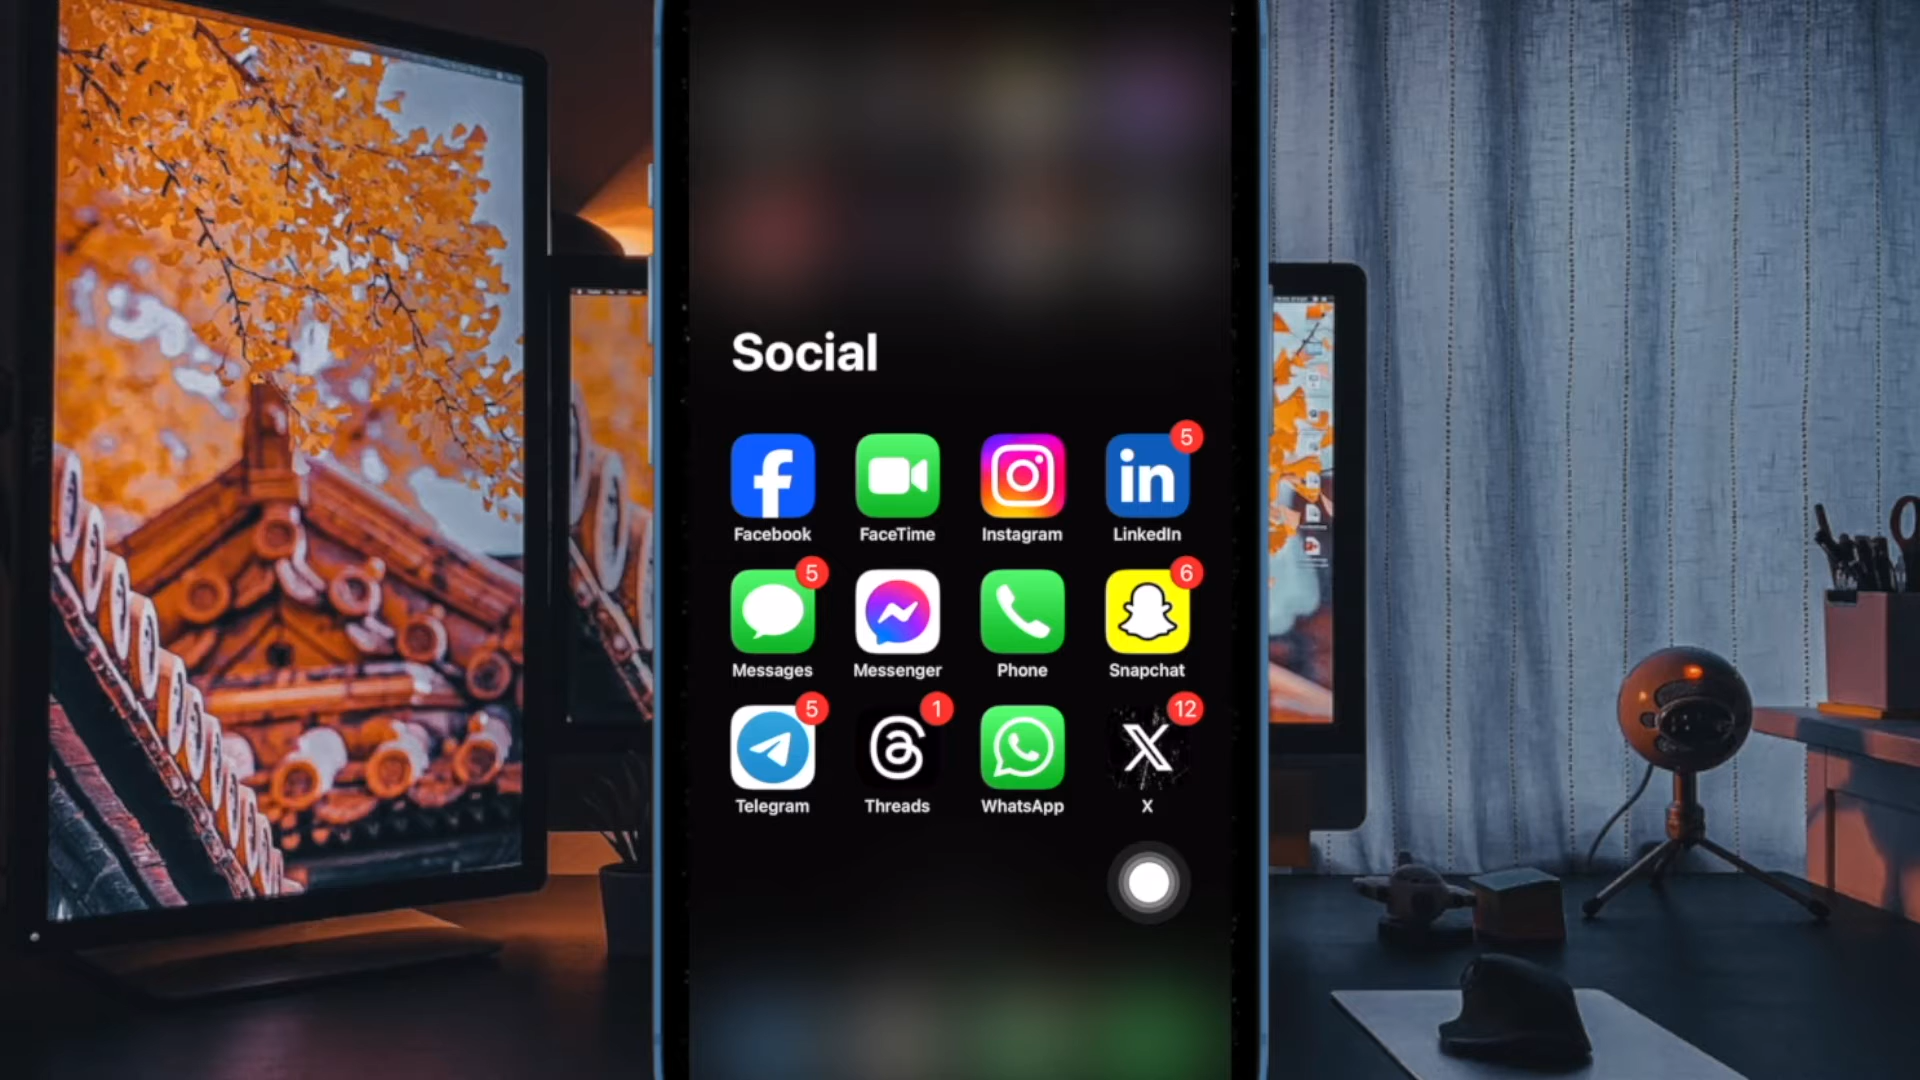 Social
5
Facebook FaceTime Instagram LinkedIn
5 6
Messages Messenger Phone Snapchat
5 1 12
Telegram Threads WhatsApp X